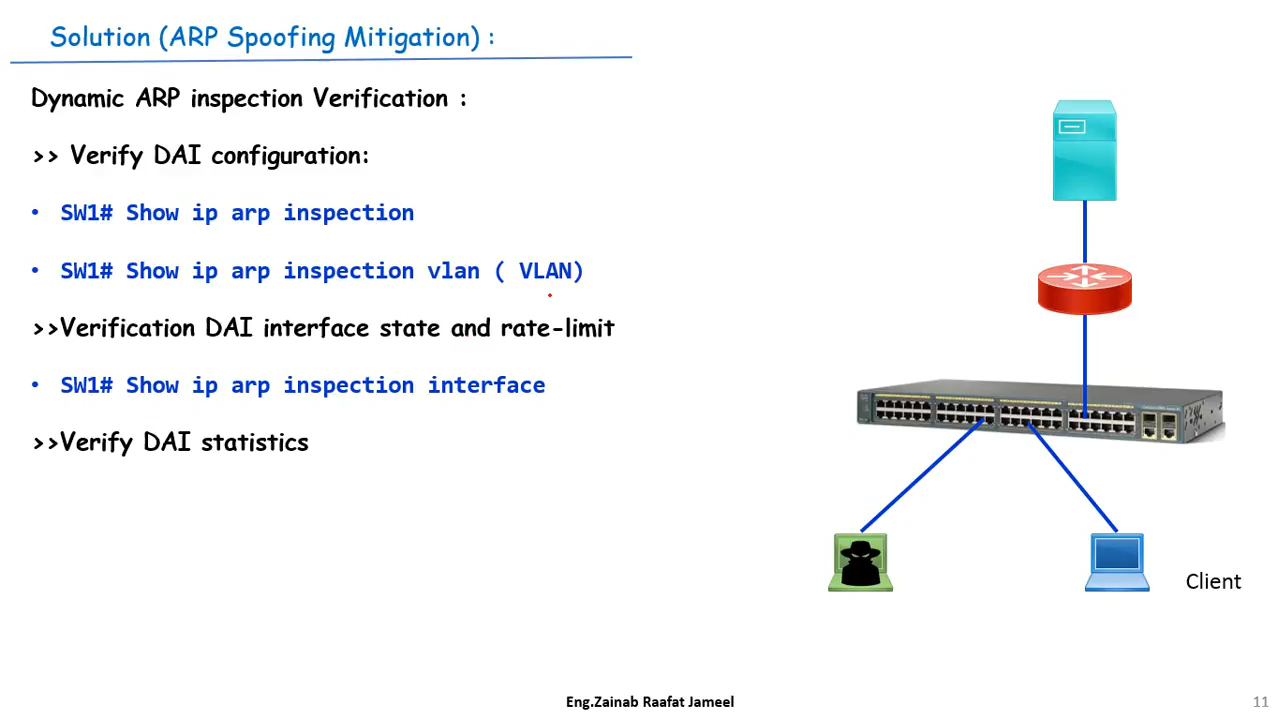 Solution (ARP Spoofing Mitigation) :
Dynamic ARP inspection Verification :
>> Verify DAI configuration:
• SW1# Show ip arp inspection
• SW1# Show ip arp inspection vlan ( VLAN)
>>Verification DAI interface state and rate-limit
• SW1# Show ip arp inspection interface
>>Verify DAI statistics
Client
Eng.Zainab Raafat Jameel
11